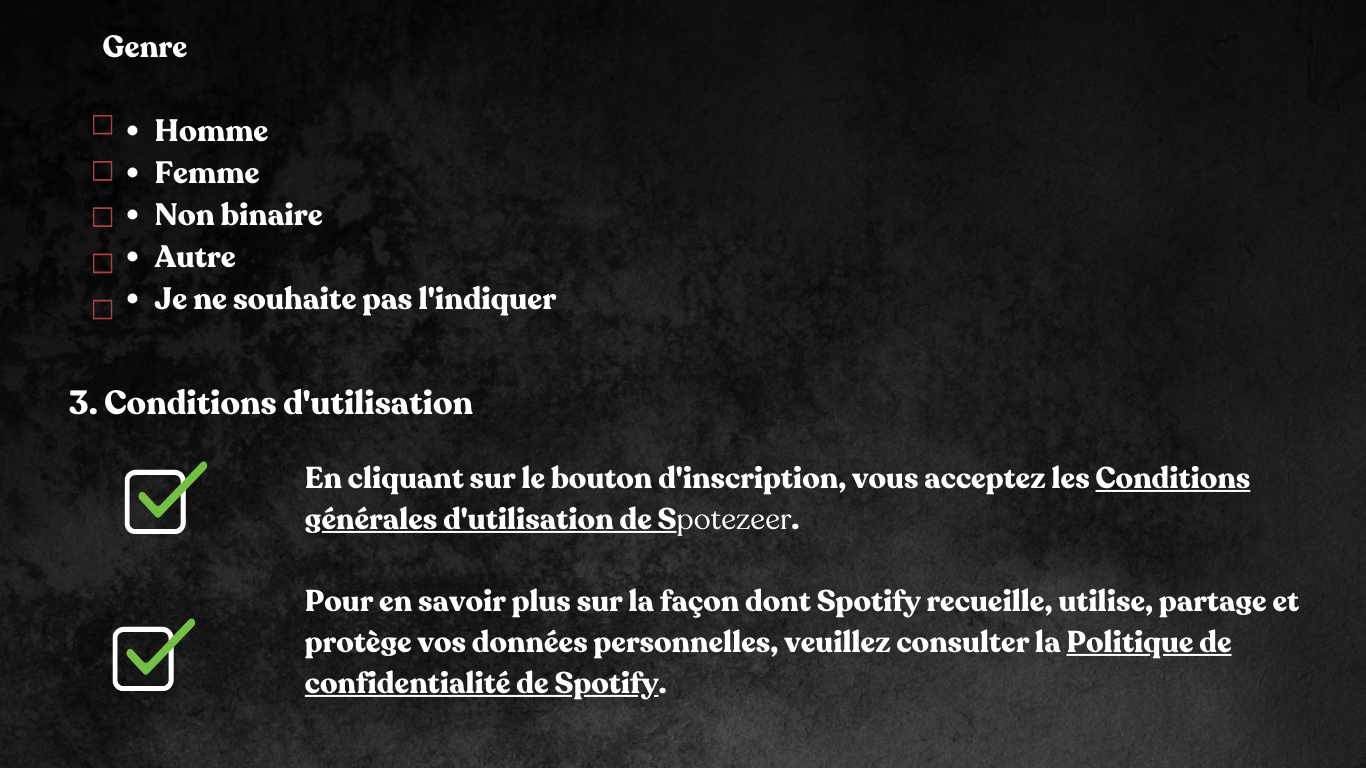 Genre
• Homme
• Femme
• Non binaire
• Autre
• Je ne souhaite pas l'indiquer
3. Conditions d'utilisation
En cliquant sur le bouton d'inscription, vous acceptez les Conditions
générales d'utilisation de Spotezeer.
Pour en savoir plus sur la façon dont Spotify recueille, utilise, partage et
protège vos données personnelles, veuillez consulter la Politique de
confidentialité de Spotify.